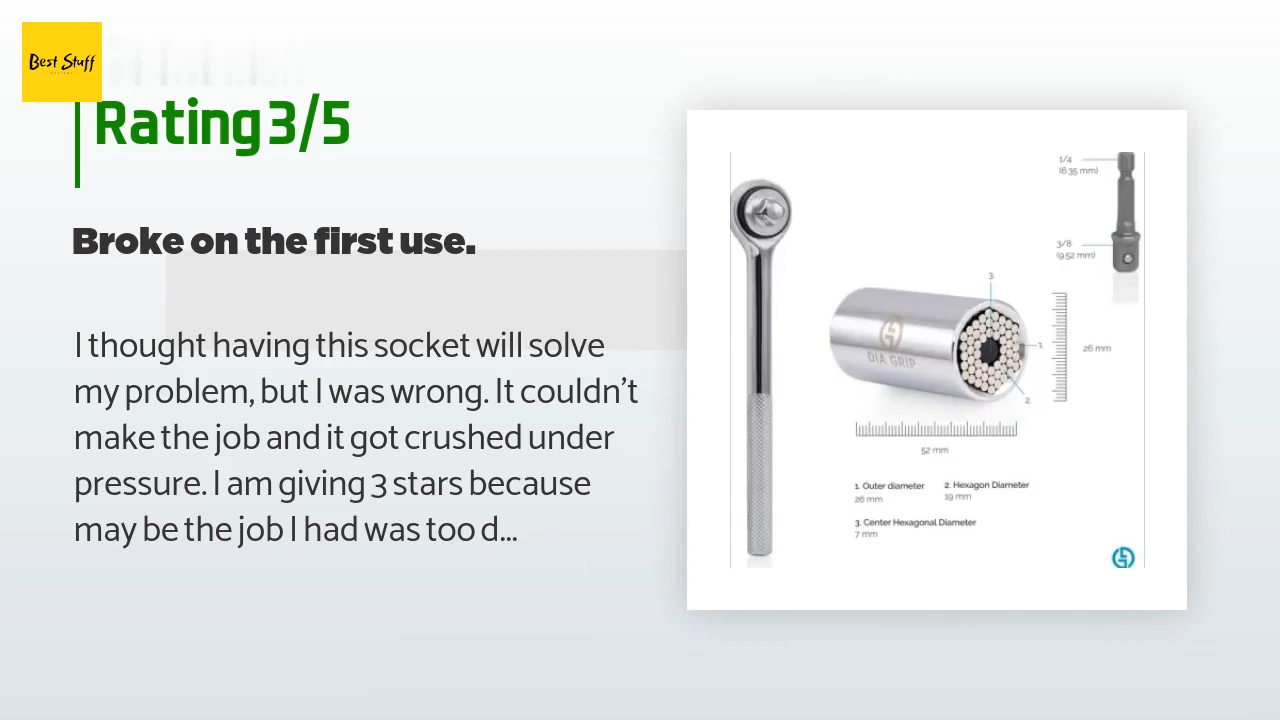 Best Stuff
Rating 3/5
Broke on the first use.
I thought having this socket will solve
my problem, but I was wrong. It couldn't
make the job and it got crushed under
pressure. I am giving 3 stars because
may be the job I had was too d...
1/4
(6.35 mm)
3/8
(9.52 mm)
3.
1.
26 mm
DIA GRIP
2.
52 mm
1. Outer diameter
26 mm
2. Hexagon Diameter
19 mm
3. Center Hexagonal Diameter
7 mm